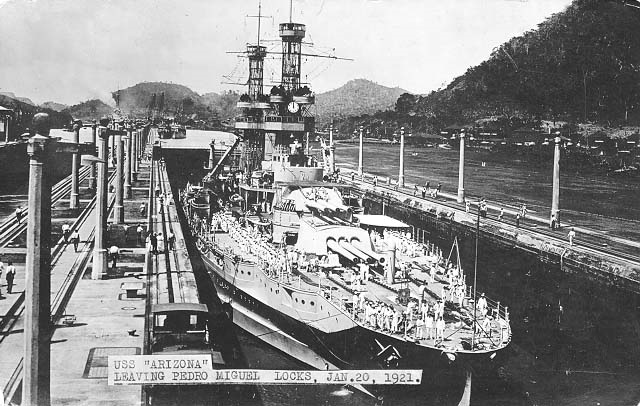 USS "ARIZONA"
LEAVING PEDRO MIGUEL LOCKS, JAN.20, 1921.